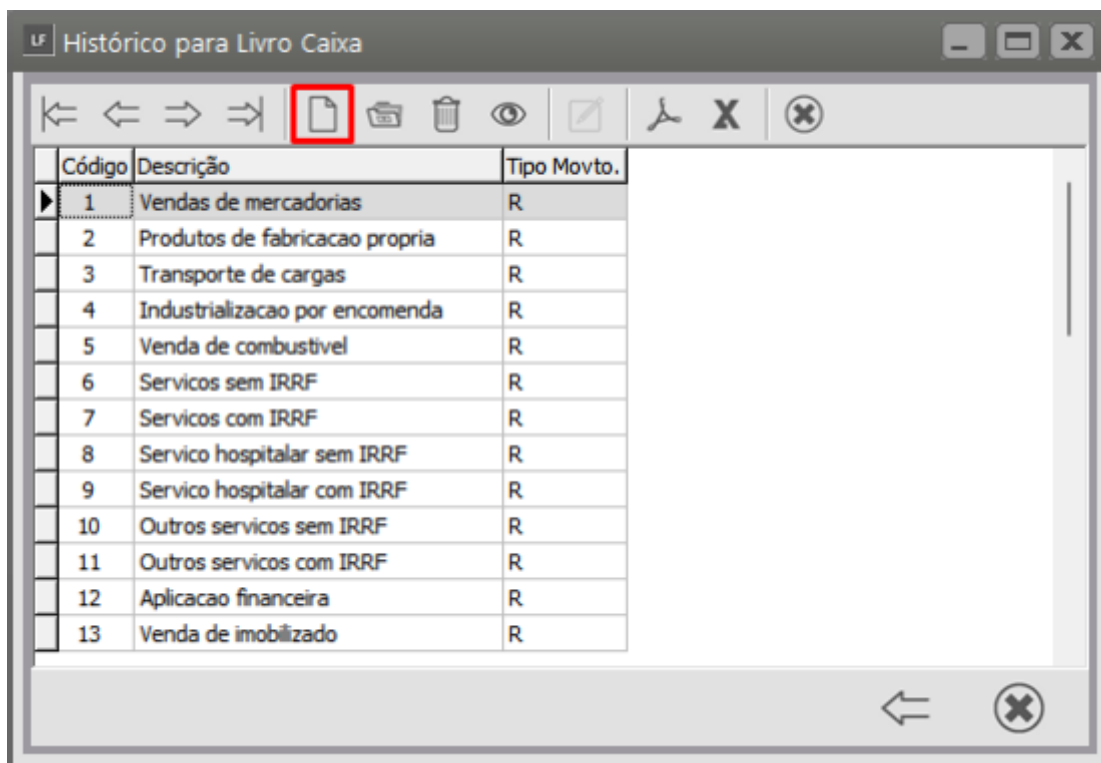 LF Histórico para Livro Caixa
X
Código Descrição Tipo Movto.
1 Vendas de mercadorias R
2 Produtos de fabricacao propria R
3 Transporte de cargas R
4 Industrializacao por encomenda R
5 Venda de combustivel R
6 Servicos sem IRRF R
7 Servicos com IRRF R
8 Servico hospitalar sem IRRF R
9 Servico hospitalar com IRRF R
10 Outros servicos sem IRRF R
11 Outros servicos com IRRF R
12 Aplicacao financeira R
13 Venda de imobilizado R